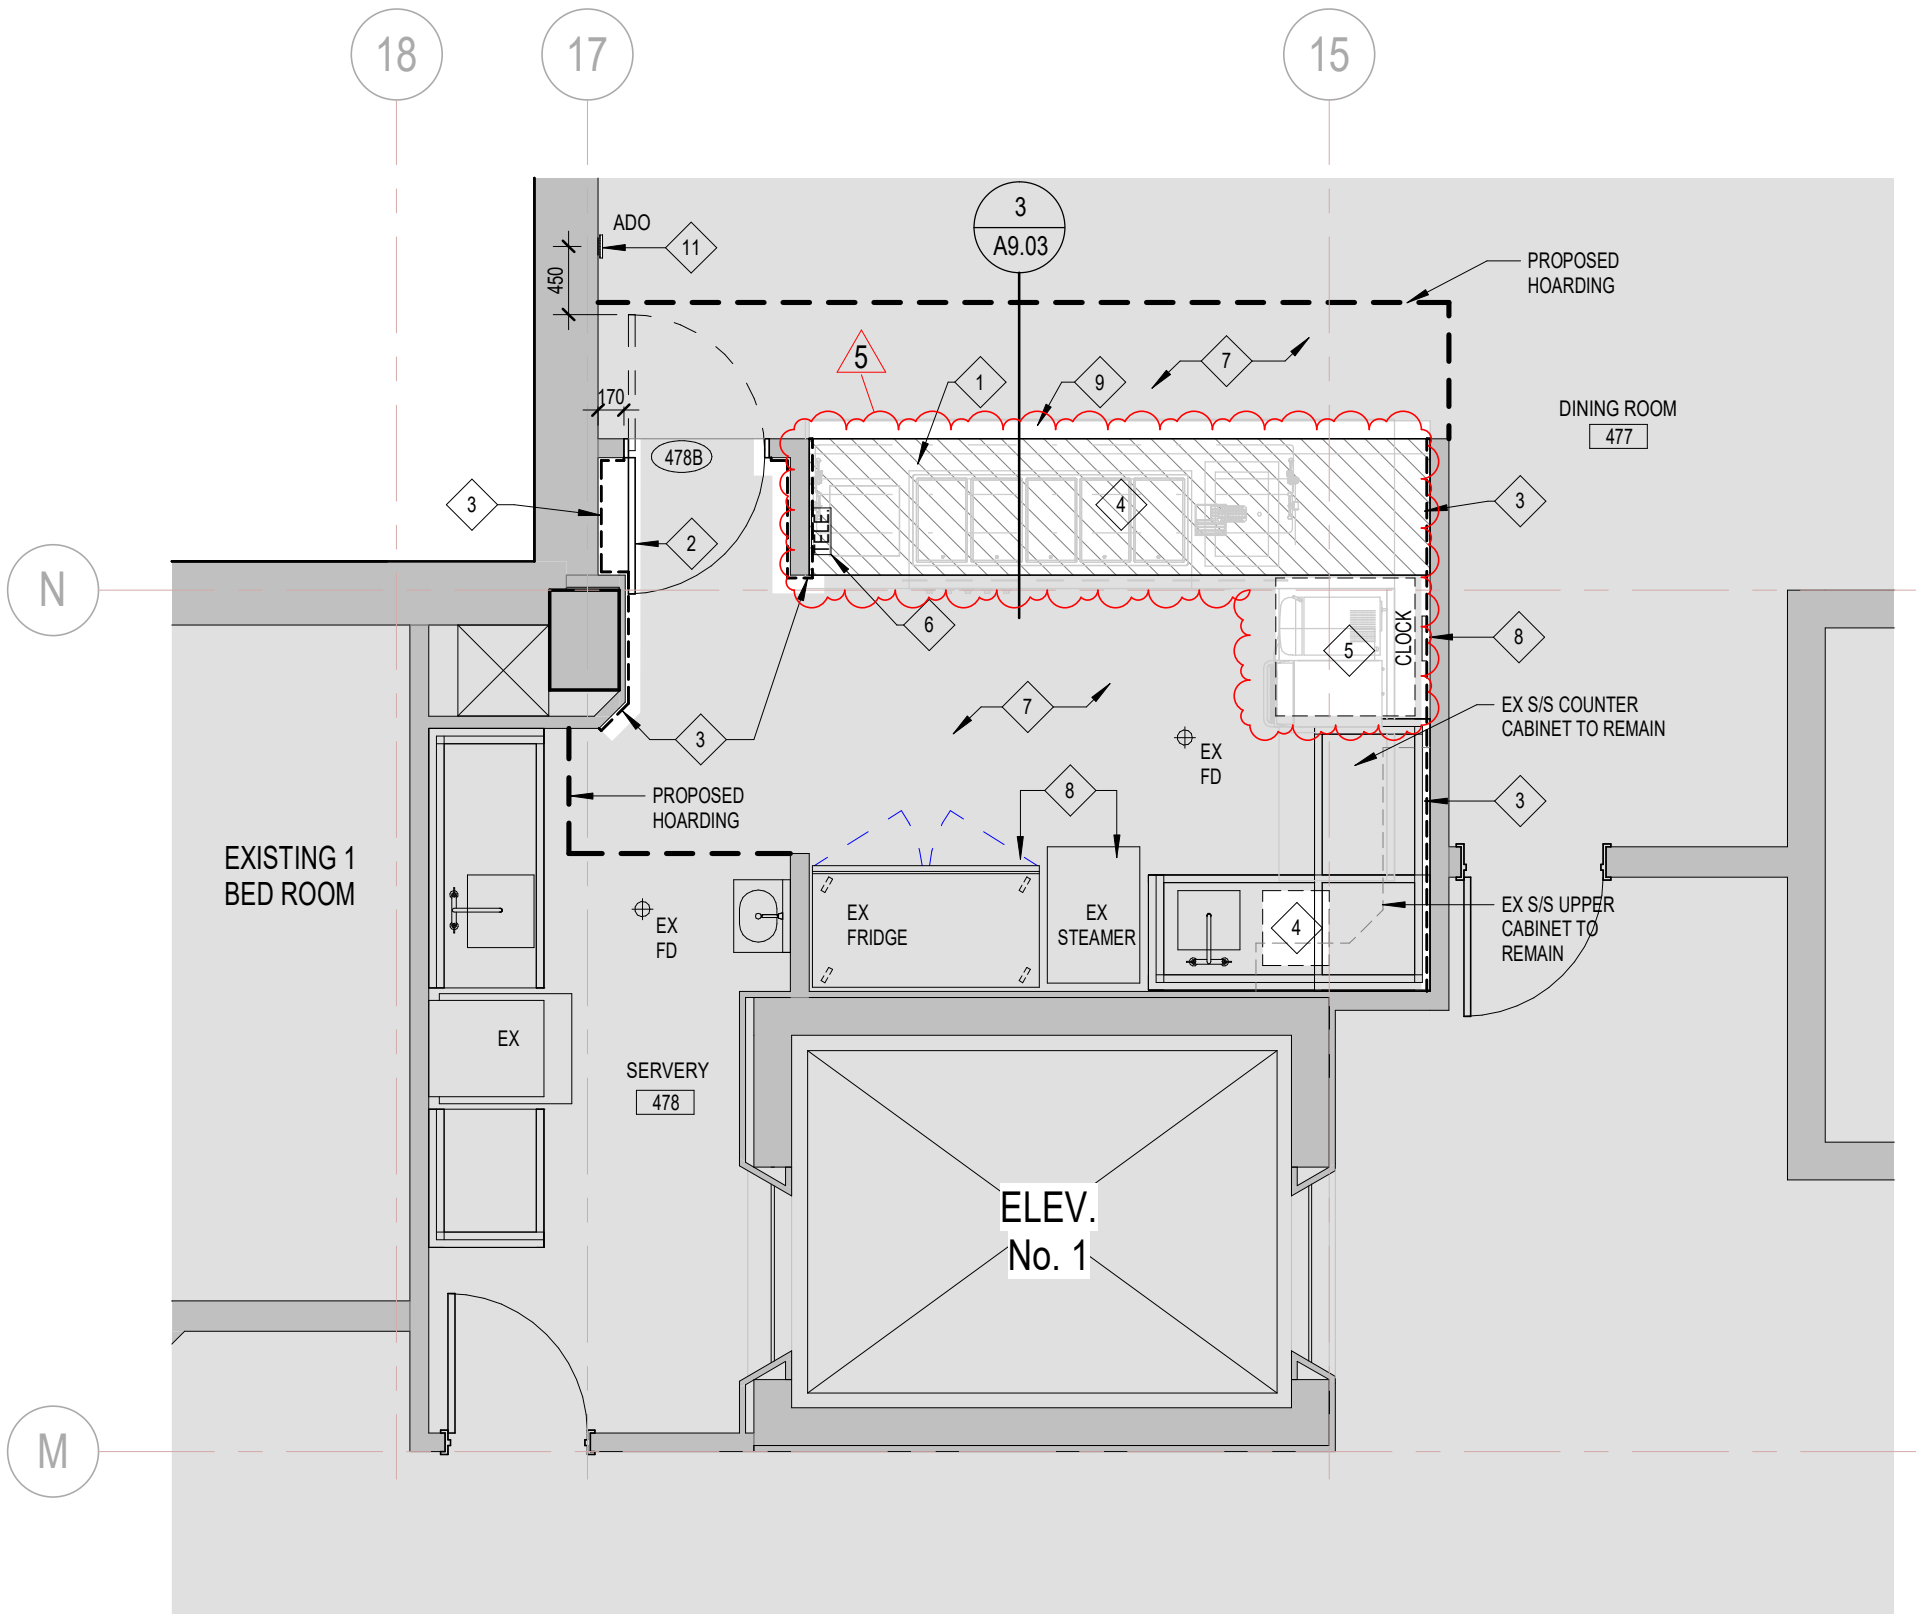 18
17
15
3
A9.03
ADO
11
450
PROPOSED
HOARDING
5
7
1
9
170
DINING ROOM
477
478B
3
4
3
2
TELE.
N
6
5
CLOCK
8
7
3
EX S/S COUNTER
CABINET TO REMAIN
EX
FD
PROPOSED
HOARDING
8
3
EXISTING 1
BED ROOM
EX
FD
EX
FRIDGE
EX
STEAMER
4
EX S/S UPPER
CABINET TO
REMAIN
EX
SERVERY
478
ELEV.
No. 1
M